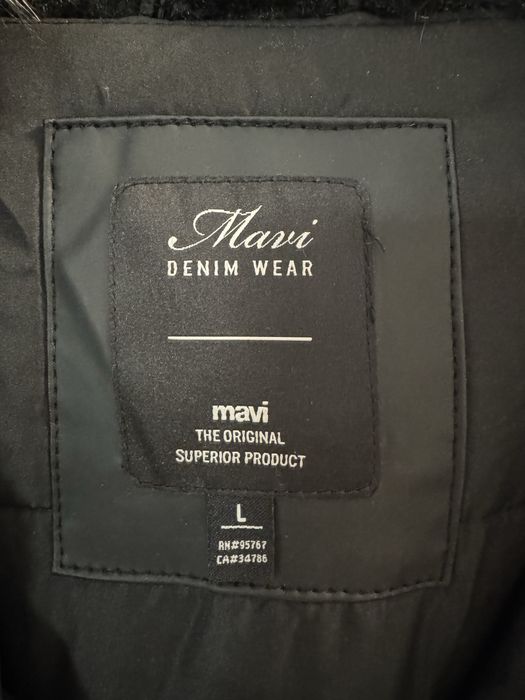 Mavi
DENIM WEAR
mavi
THE ORIGINAL
SUPERIOR PRODUCT
L
RN#95767
CA#34786